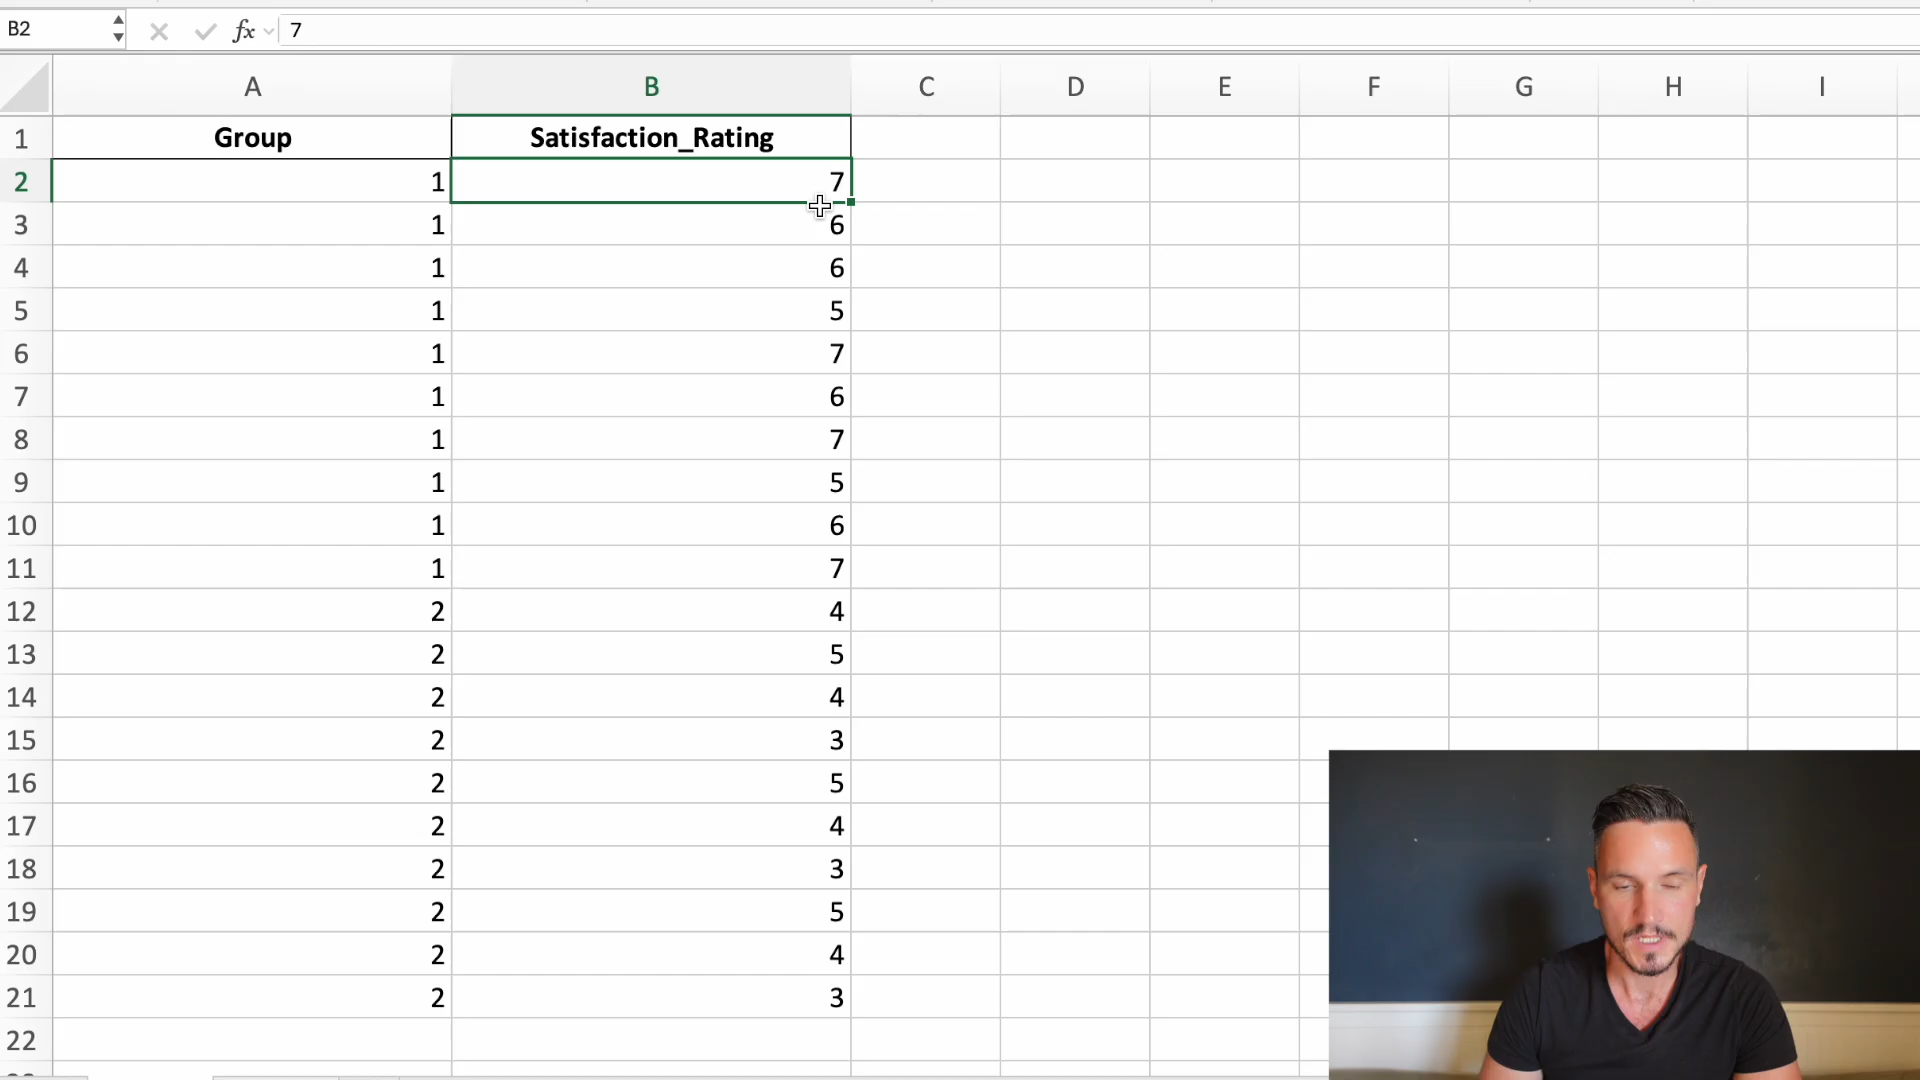 B2 fx 7
A B C D E F G H I
1 Group Satisfaction_Rating
2 1 7
3 1 6
4 1 6
5 1 5
6 1 7
7 1 6
8 1 7
9 1 5
10 1 6
11 1 7
12 2 4
13 2 5
14 2 4
15 2 3
16 2 5
17 2 4
18 2 3
19 2 5
20 2 4
21 2 3
22